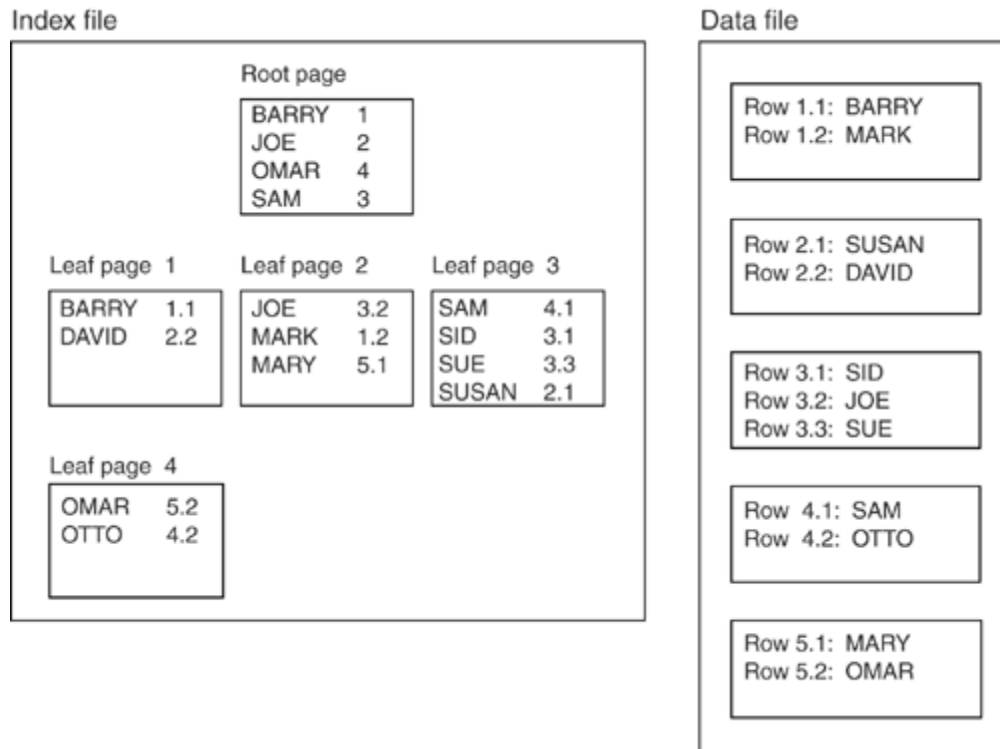 Index file
Root page
BARRY 1
JOE 2
OMAR 4
SAM 3
Leaf page 1
BARRY 1.1
DAVID 2.2
Leaf page 2
JOE 3.2
MARK 1.2
MARY 5.1
Leaf page 3
SAM 4.1
SID 3.1
SUE 3.3
SUSAN 2.1
Leaf page 4
OMAR 5.2
OTTO 4.2
Data file
Row 1.1: BARRY
Row 1.2: MARK
Row 2.1: SUSAN
Row 2.2: DAVID
Row 3.1: SID
Row 3.2: JOE
Row 3.3: SUE
Row 4.1: SAM
Row 4.2: OTTO
Row 5.1: MARY
Row 5.2: OMAR